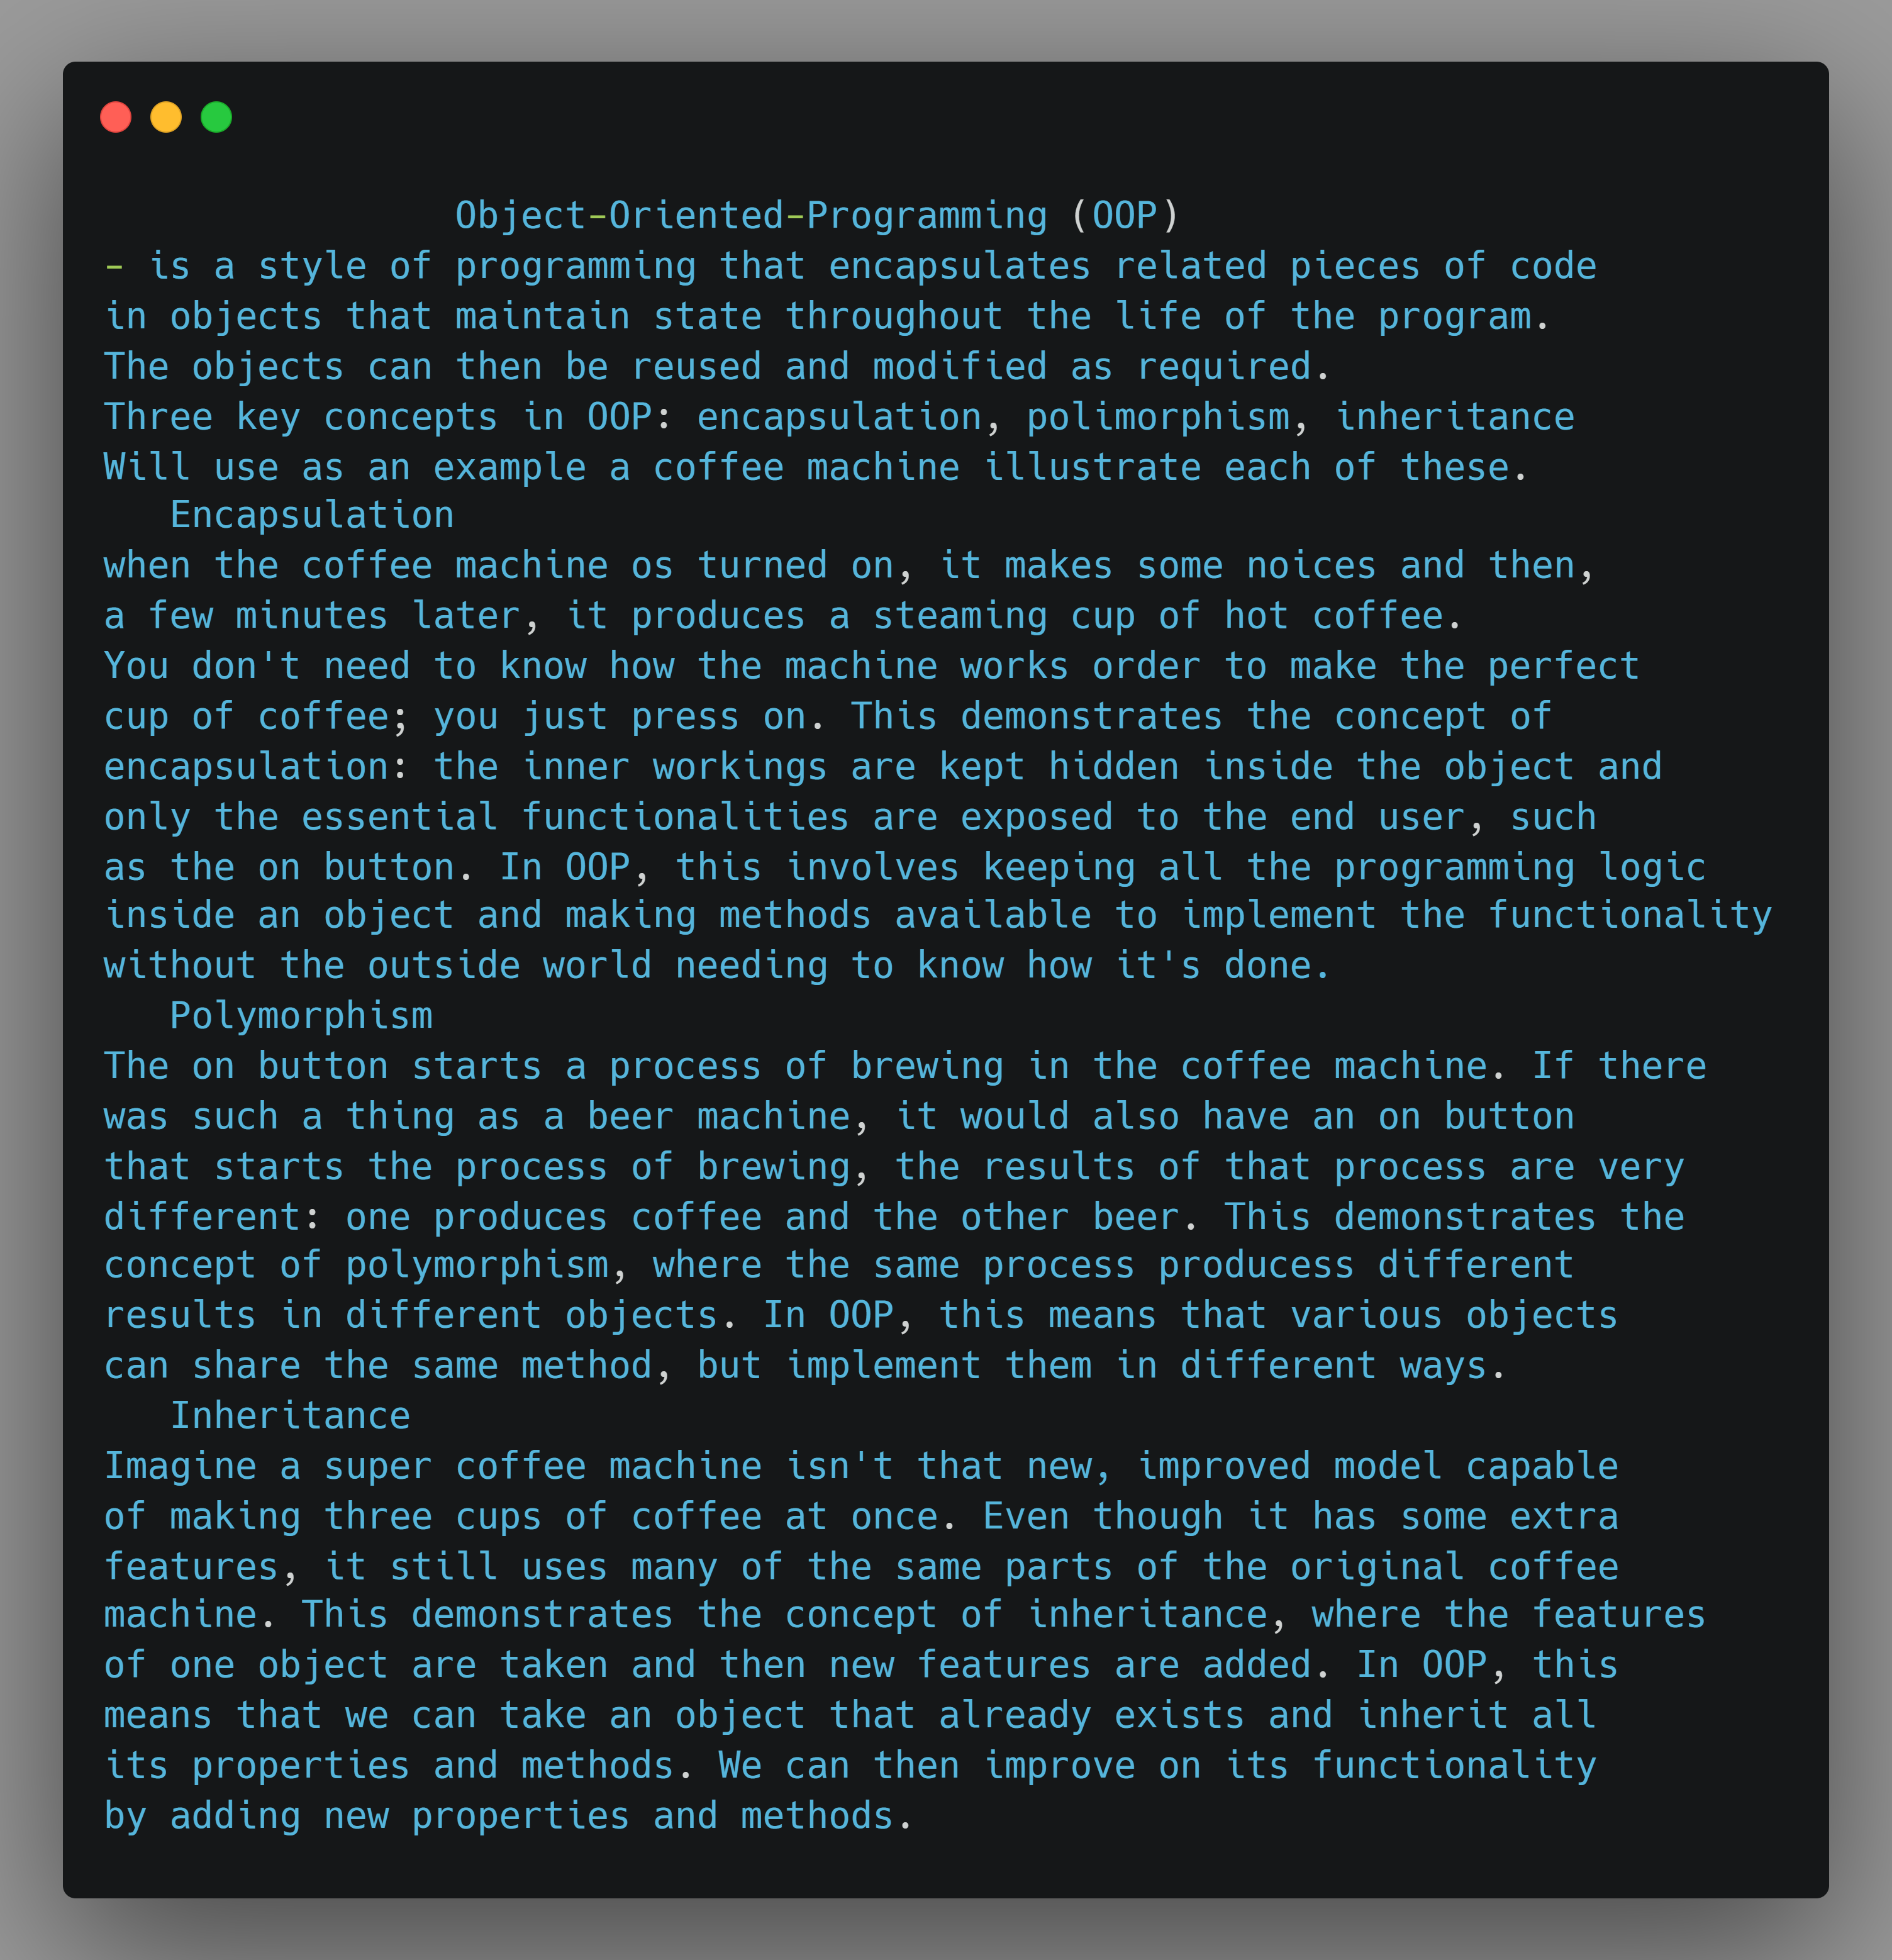 Object-Oriented-Programming (OOP)
- is a style of programming that encapsulates related pieces of code
in objects that maintain state throughout the life of the program.
The objects can then be reused and modified as required.
Three key concepts in OOP: encapsulation, polimorphism, inheritance
Will use as an example a coffee machine illustrate each of these.
Encapsulation
when the coffee machine os turned on, it makes some noices and then,
a few minutes later, it produces a steaming cup of hot coffee.
You don't need to know how the machine works order to make the perfect
cup of coffee; you just press on. This demonstrates the concept of
encapsulation: the inner workings are kept hidden inside the object and
only the essential functionalities are exposed to the end user, such
as the on button. In OOP, this involves keeping all the programming logic
inside an object and making methods available to implement the functionality
without the outside world needing to know how it's done.
Polymorphism
The on button starts a process of brewing in the coffee machine. If there
was such a thing as a beer machine, it would also have an on button
that starts the process of brewing, the results of that process are very
different: one produces coffee and the other beer. This demonstrates the
concept of polymorphism, where the same process producess different
results in different objects. In OOP, this means that various objects
can share the same method, but implement them in different ways.
Inheritance
Imagine a super coffee machine isn't that new, improved model capable
of making three cups of coffee at once. Even though it has some extra
features, it still uses many of the same parts of the original coffee
machine. This demonstrates the concept of inheritance, where the features
of one object are taken and then new features are added. In OOP, this
means that we can take an object that already exists and inherit all
its properties and methods. We can then improve on its functionality
by adding new properties and methods.